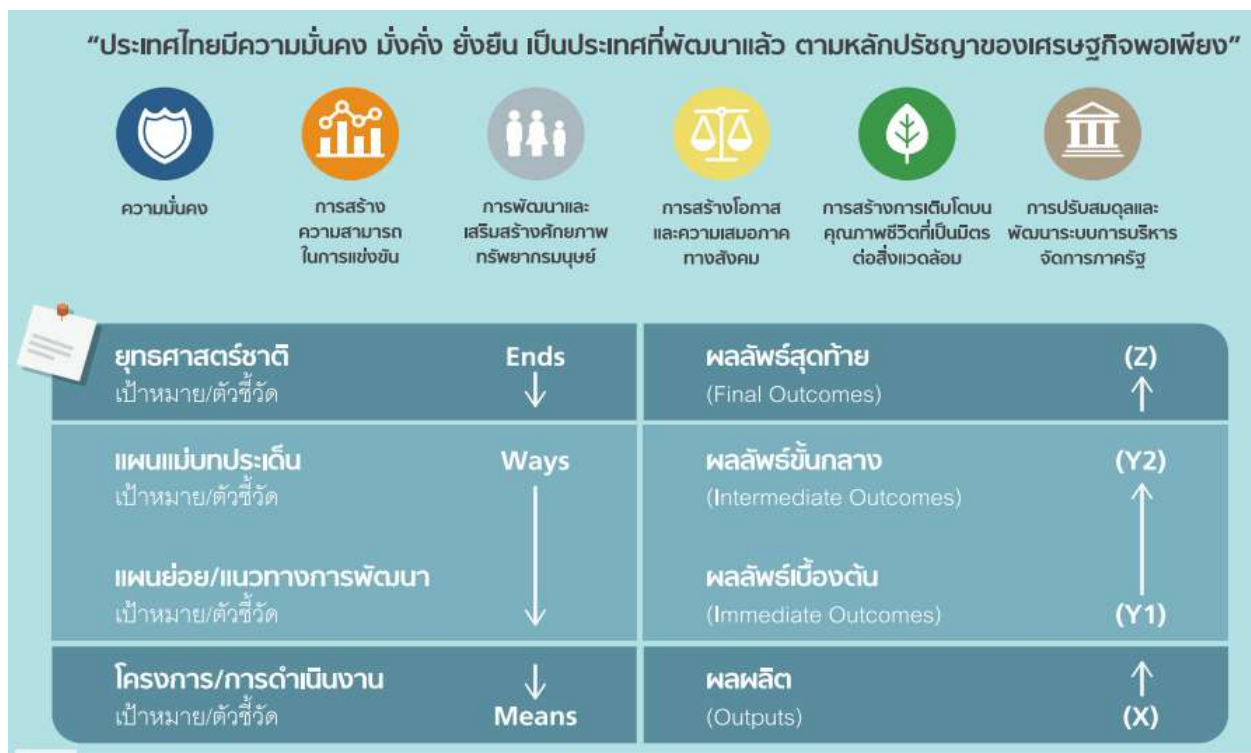 “ประเทศไทยมีความมั่นคง มั่งคั่ง ยั่งยืน เป็นประเทศที่พัฒนาแล้ว ตามหลักปรัชญาของเศรษฐกิจพอเพียง”
ความมั่นคง
การสร้าง
ความสามารถ
ในการแข่งขัน
การพัฒนาและ
เสริมสร้างศักยภาพ
ทรัพยากรมนุษย์
การสร้างโอกาส
และความเสมอภาค
ทางสังคม
การสร้างการเติบโตบน
คุณภาพชีวิตที่เป็นมิตร
ต่อสิ่งแวดล้อม
การปรับสมดุลและ
พัฒนาระบบการบริหาร
จัดการภาครัฐ
ยุทธศาสตร์ชาติ Ends
เป้าหมาย/ตัวชี้วัด
ผลลัพธ์สุดท้าย (Z)
(Final Outcomes)
แผนแม่บทประเด็น Ways
เป้าหมาย/ตัวชี้วัด
ผลลัพธ์ขั้นกลาง (Y2)
(Intermediate Outcomes)
แผนย่อย/แนวทางการพัฒนา
เป้าหมาย/ตัวชี้วัด
ผลลัพธ์เบื้องต้น
(Immediate Outcomes) (Y1)
โครงการ/การดำเนินงาน
เป้าหมาย/ตัวชี้วัด Means
ผลผลิต
(Outputs) (X)